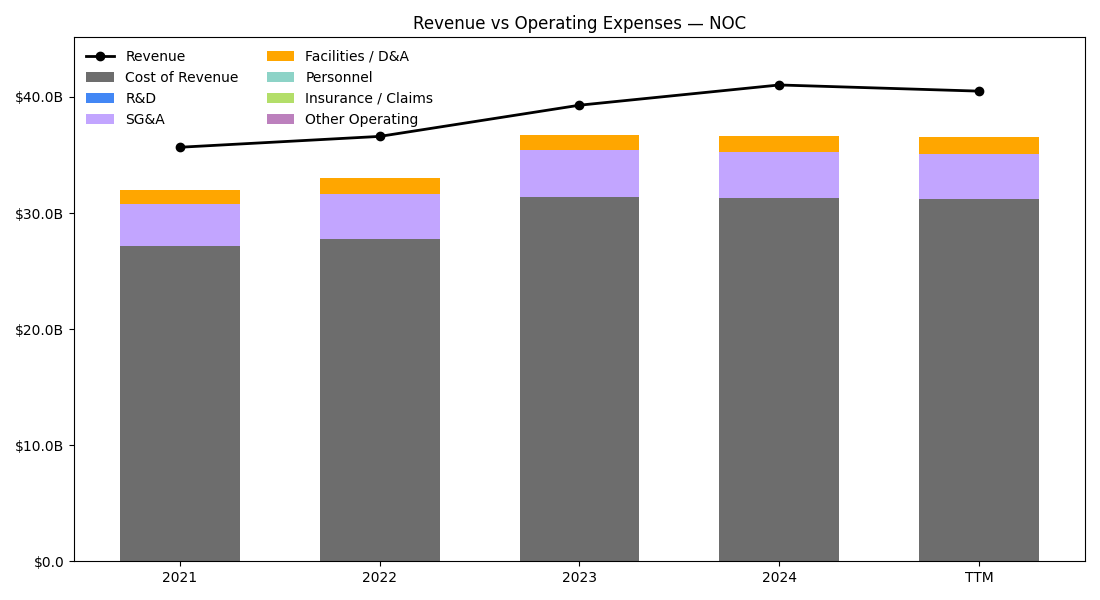 Revenue vs Operating Expenses — NOC
Revenue
Cost of Revenue
R&D
SG&A
Facilities / D&A
Personnel
Insurance / Claims
Other Operating
$40.0B
$30.0B
$20.0B
$10.0B
$0.0
2021
2022
2023
2024
TTM